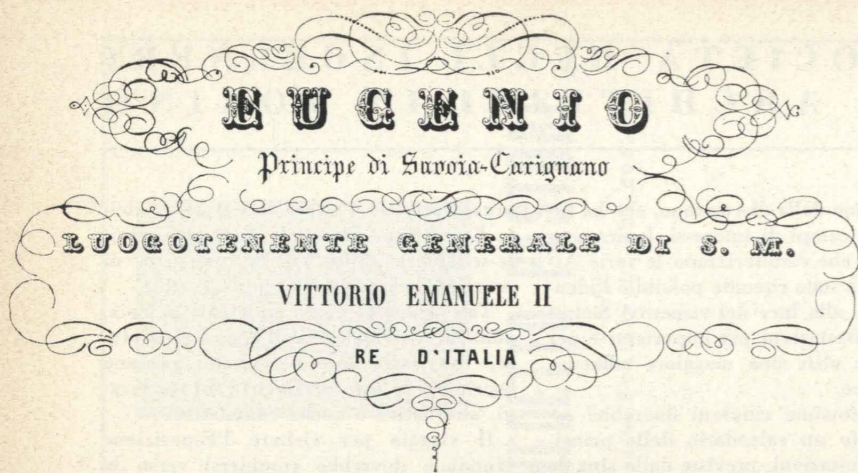 EUGENIO
Principe di Savoia-Carignano
LUOGOTENENTE GENERALE DI S. M.
VITTORIO EMANUELE II
RE D'ITALIA